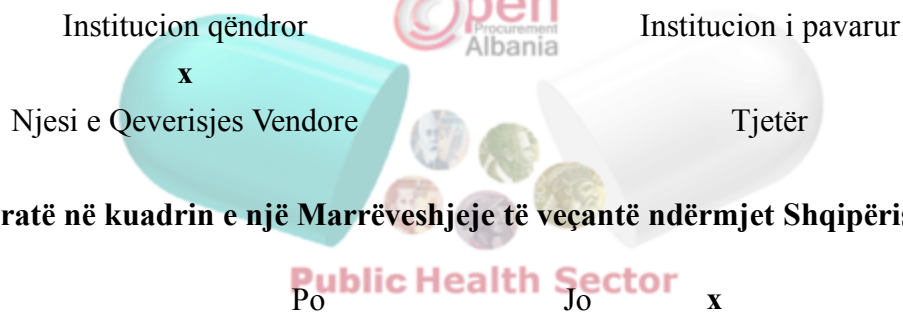 Open
Procurement
Albania
Institucion qëndror Institucion i pavarur
x
Njesi e Qeverisjes Vendore Tjetër
ratë në kuadrin e një Marrëveshjeje të veçantë ndërmjet Shqipëris
Public Health Sector
Po Jo x